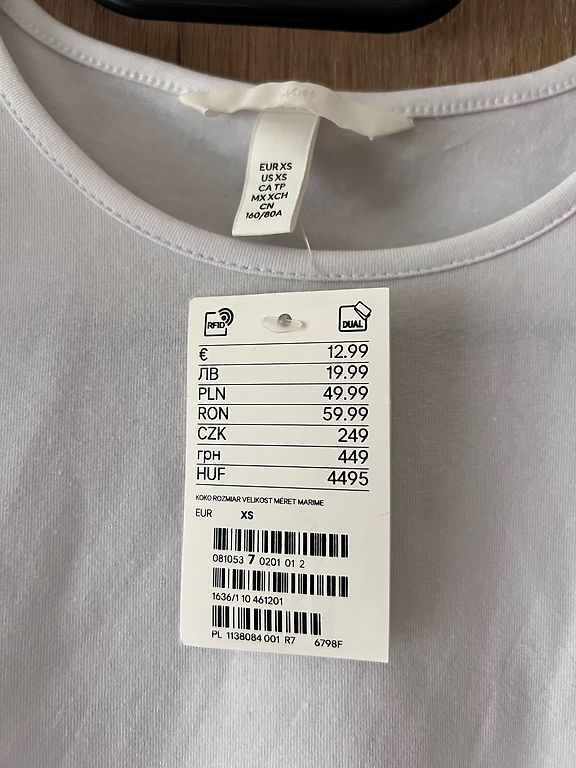 EUR XS
US XS
CA TP
MX XCH
CN
160/80A
RFID
DUAL
€ 12.99
ЛВ 19.99
PLN 49.99
RON 59.99
CZK 249
грн 449
HUF 4495
KOKO ROZMIAR VELIKOST MÉRET MARIME
EUR XS
081053 7 0201 01 2
1636/1 10 461201
PL 1138084 001 R7 6798F